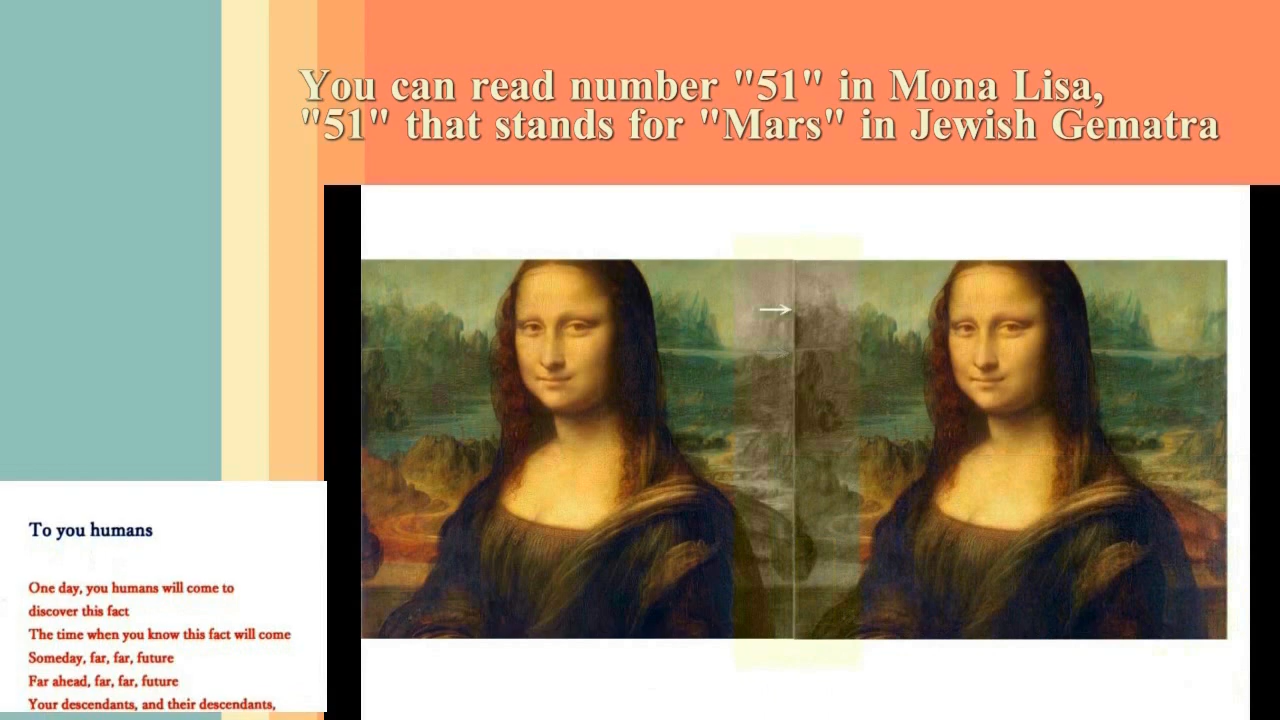 You can read number "51" in Mona Lisa,
"51" that stands for "Mars" in Jewish Gematra
To you humans
One day, you humans will come to
discover this fact
The time when you know this fact will come
Someday, far, far, future
Far ahead, far, far, future
Your descendants, and their descendants,